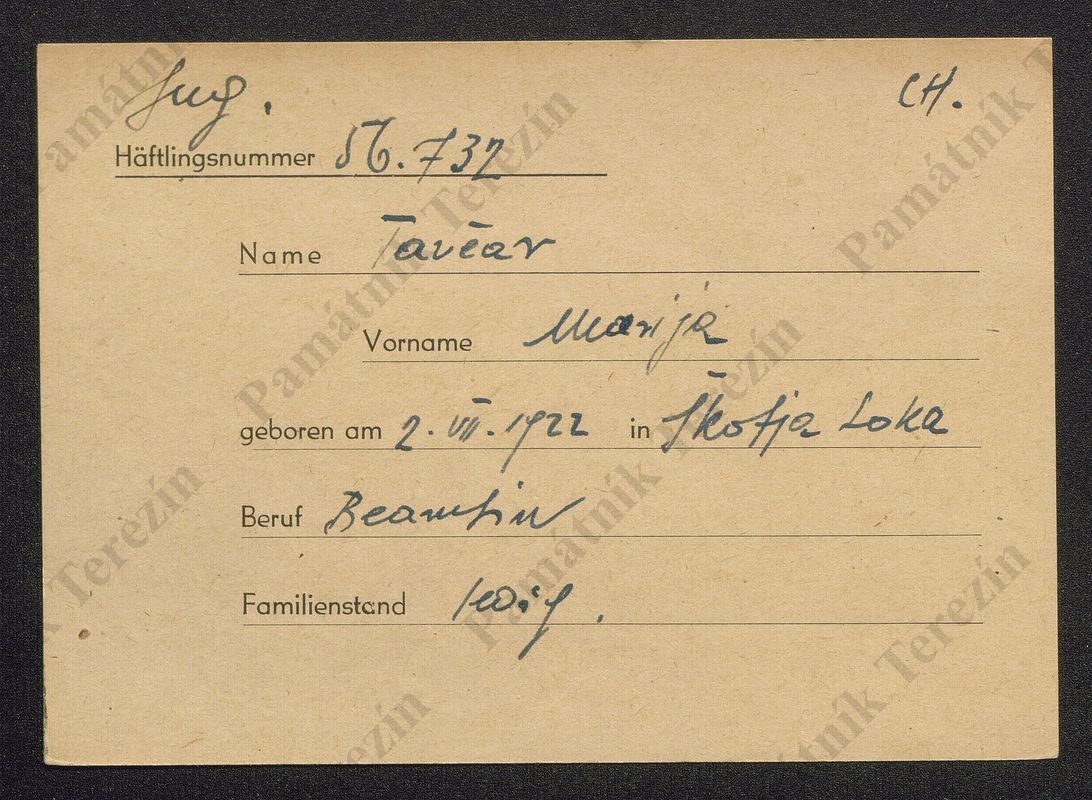 Jug. CH.
Häftlingsnummer 56.732
Name Tavčar
Vorname Marija
geboren am 2. VII. 1922 in Škofja Loka
Beruf Beamtin
Familienstand ledig.
Památník Terezín